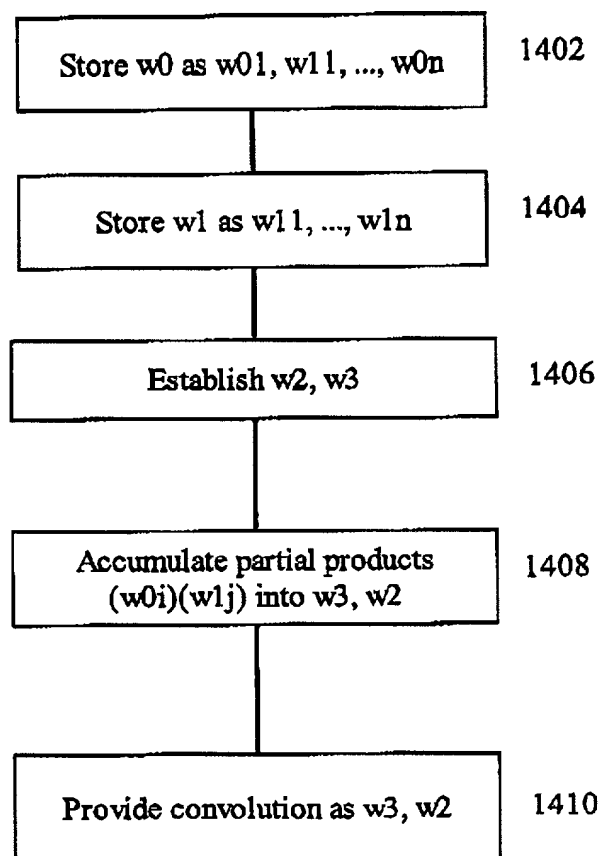 Store w0 as w01, w11, ..., w0n
1402
Store w1 as w11, ..., w1n
1404
Establish w2, w3
1406
Accumulate partial products
(w0i)(w1j) into w3, w2
1408
Provide convolution as w3, w2
1410